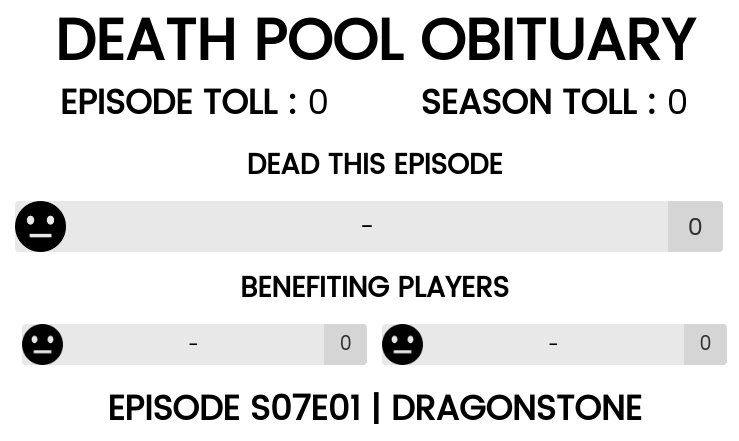 DEATH POOL OBITUARY
EPISODE TOLL : 0 SEASON TOLL : 0
DEAD THIS EPISODE
- 0
BENEFITING PLAYERS
- 0 - 0
EPISODE S07E01 | DRAGONSTONE